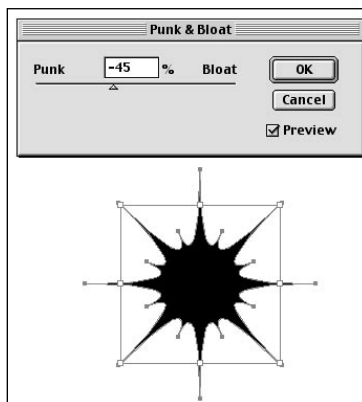 Punk & Bloat
Punk -45 % Bloat
OK
Cancel
Preview